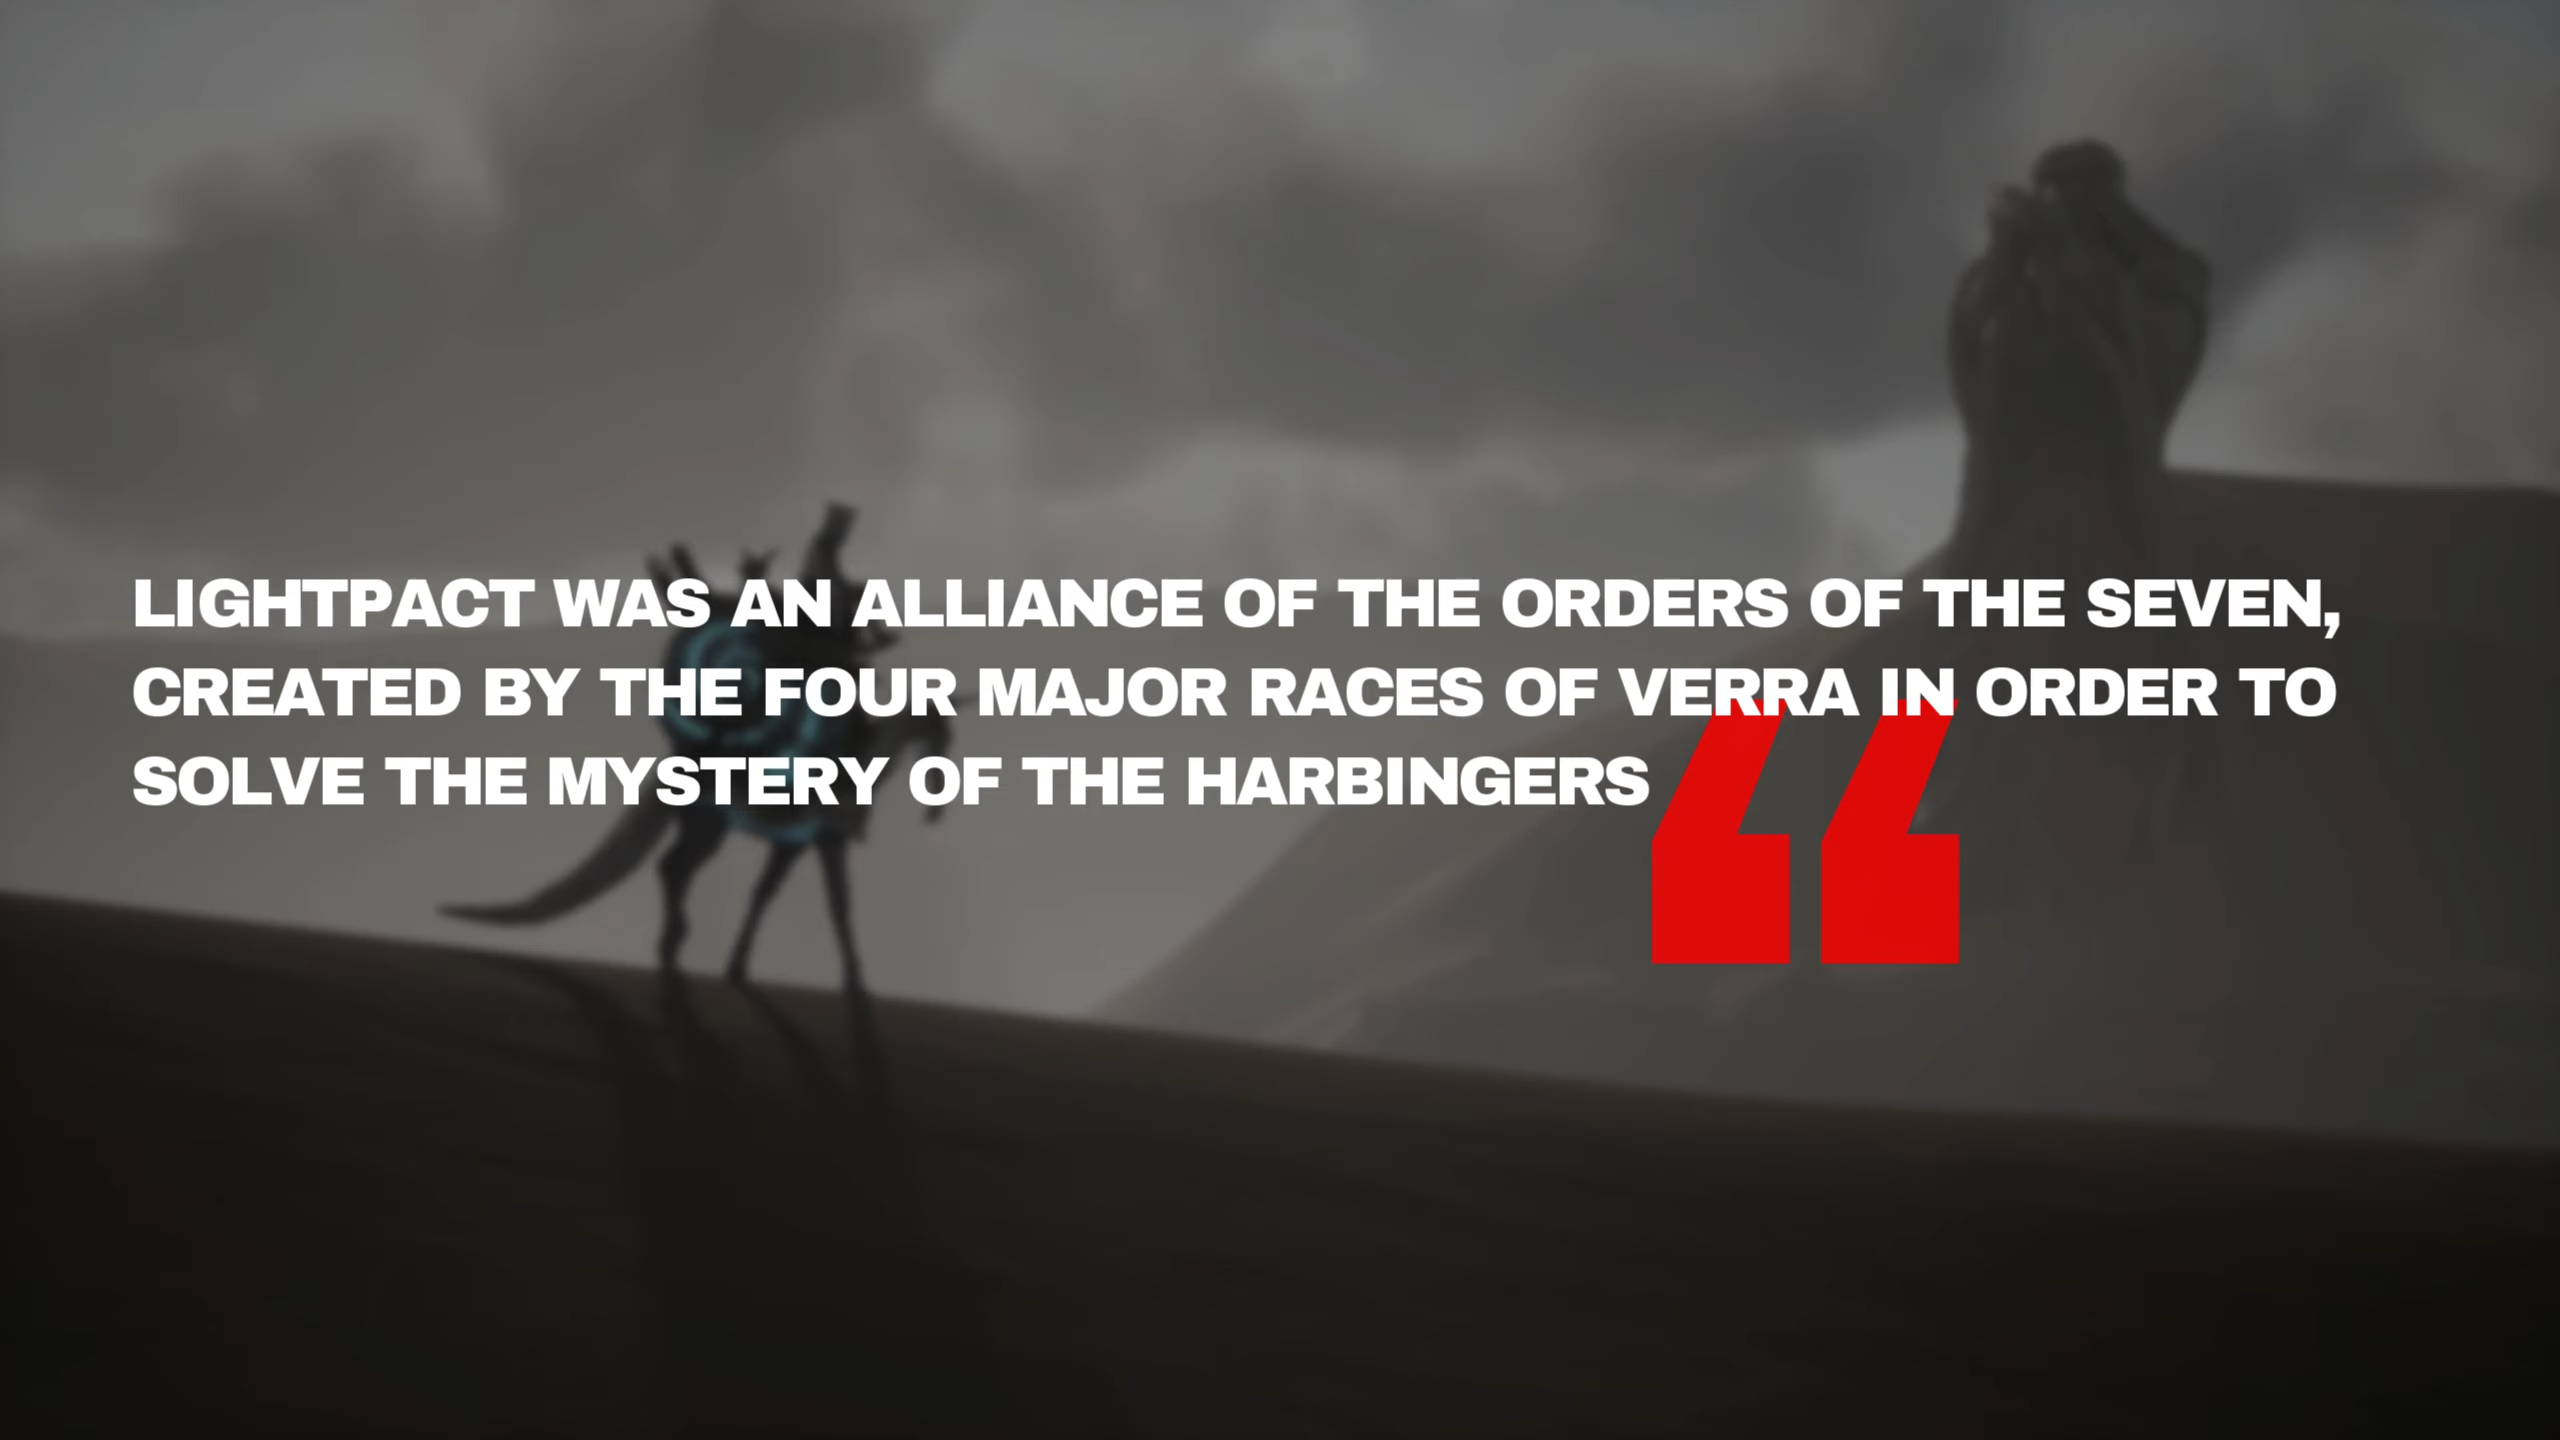 LIGHTPACT WAS AN ALLIANCE OF THE ORDERS OF THE SEVEN,
CREATED BY THE FOUR MAJOR RACES OF VERRA IN ORDER TO
SOLVE THE MYSTERY OF THE HARBINGERS
“